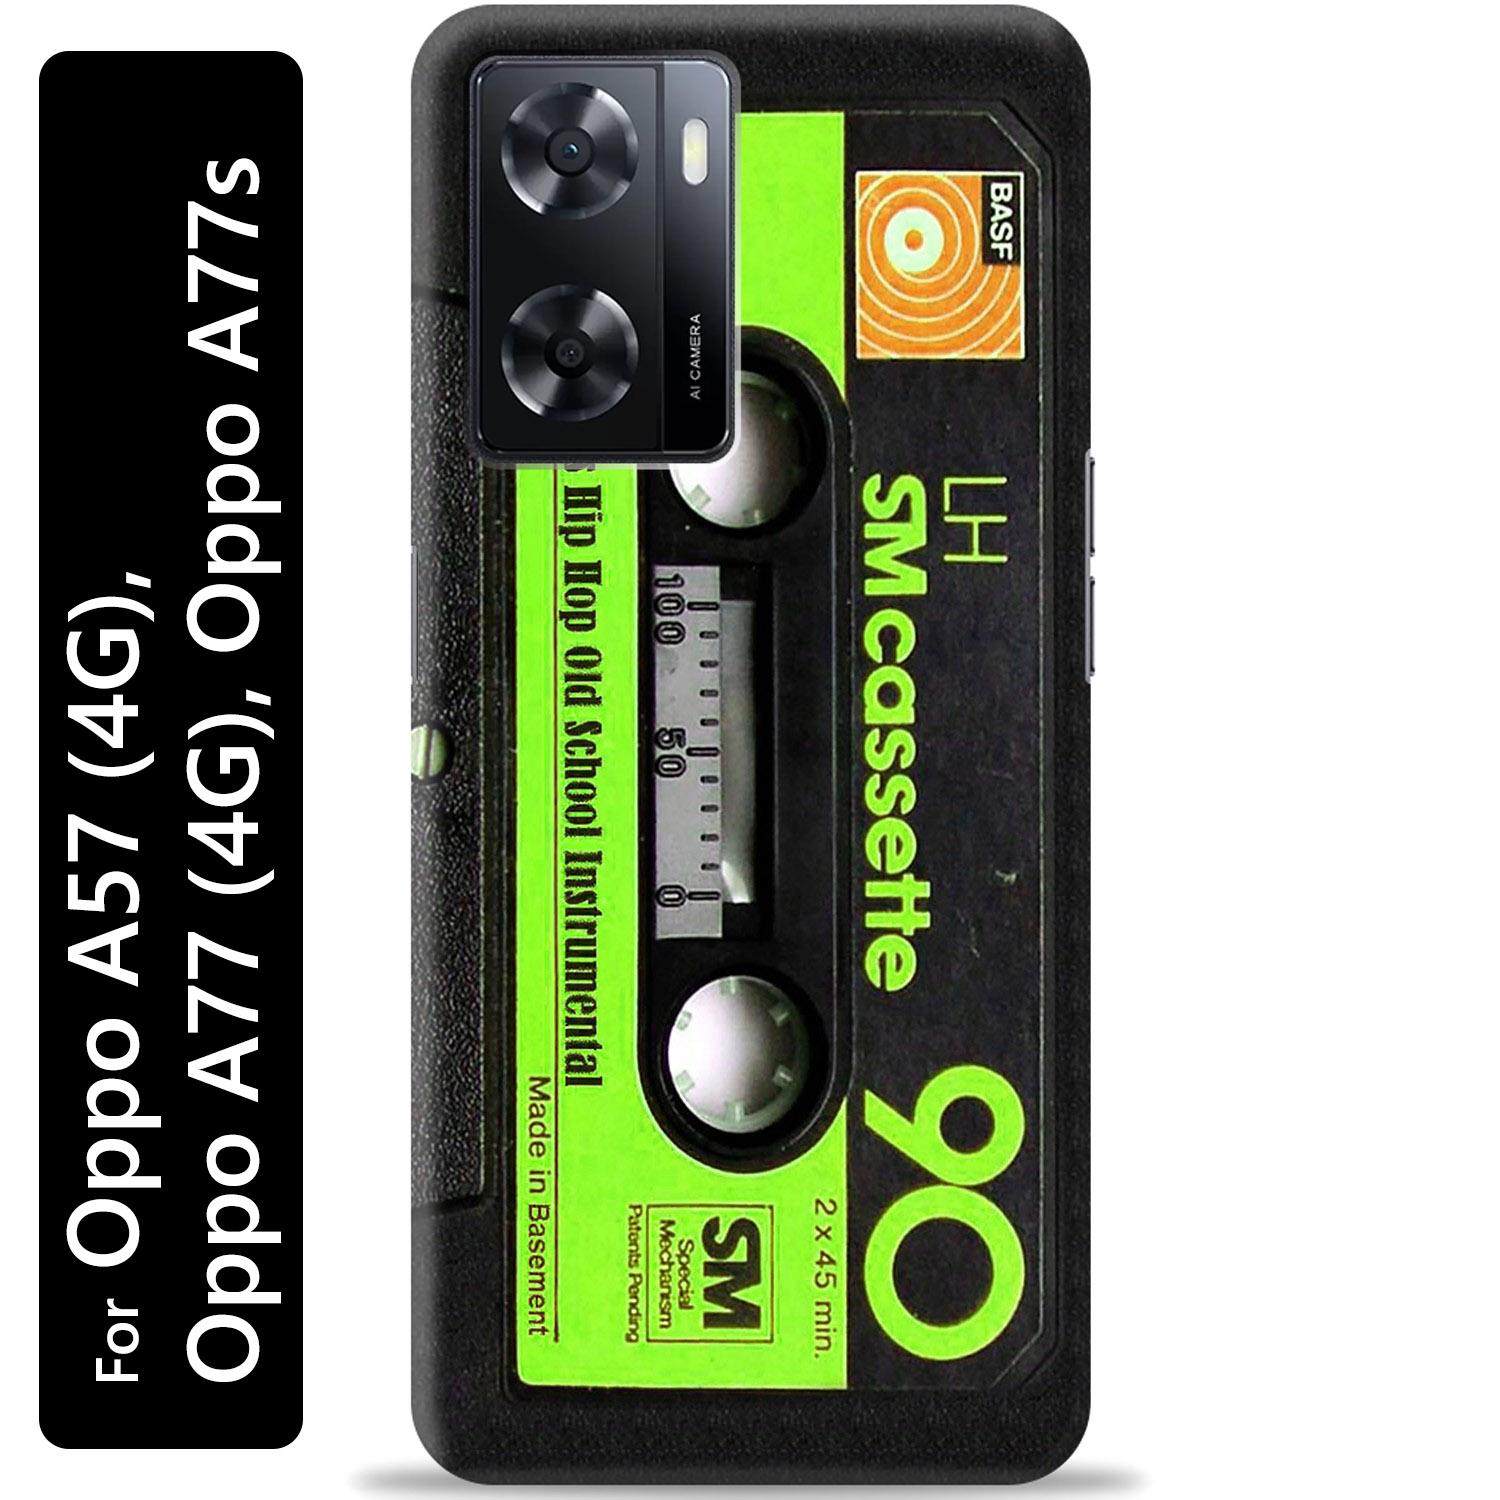 For Oppo A57 (4G),
Oppo A77 (4G), Oppo A77s
AI CAMERA
BASF
LH
SM cassette
90
100
50
0
Hip Hop Old School Instrumental
Made in Basement
2 x 45 min.
SM
Special
Mechanism
Patents Pending